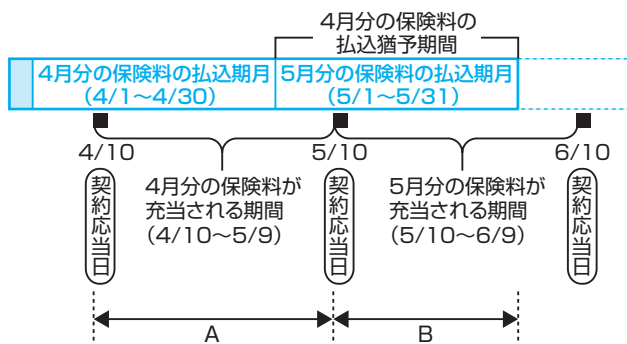 4月分の保険料の
払込猶予期間
4月分の保険料の払込期月
(4/1〜4/30)
5月分の保険料の払込期月
(5/1〜5/31)
4/10
5/10
6/10
契約応当日
4月分の保険料が
充当される期間
(4/10〜5/9)
契約応当日
5月分の保険料が
充当される期間
(5/10〜6/9)
契約応当日
A
B